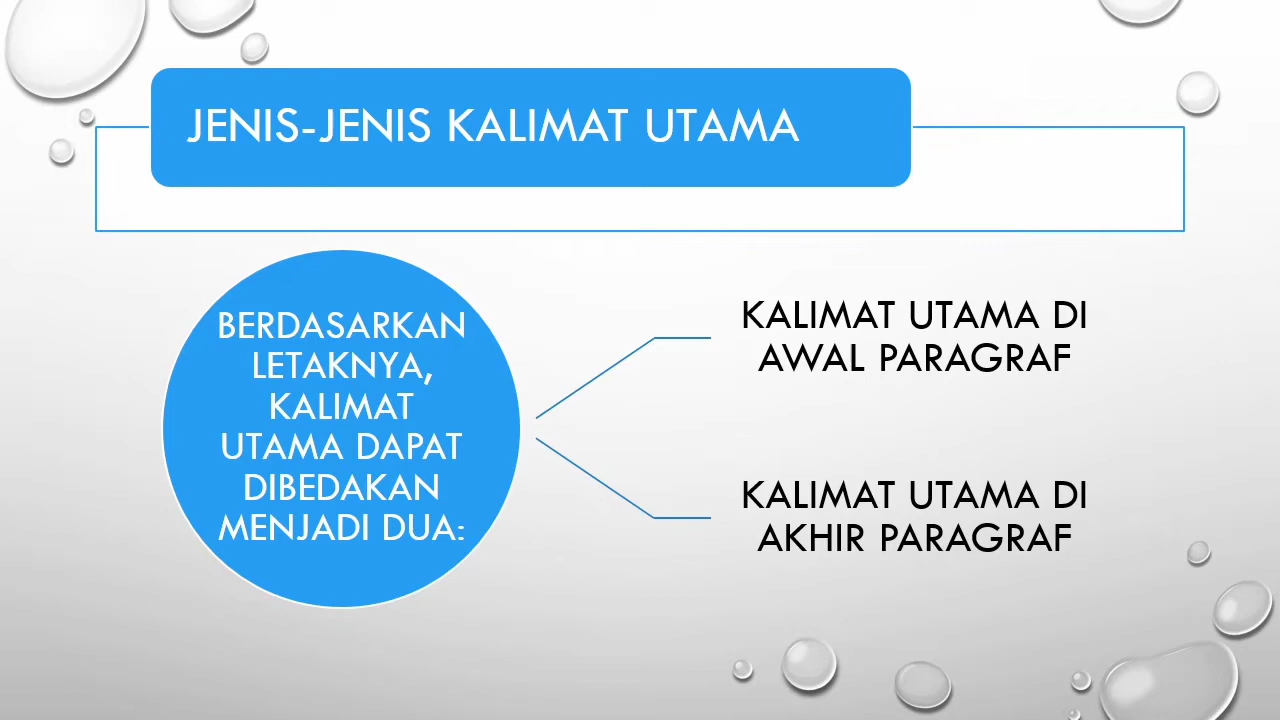 JENIS-JENIS KALIMAT UTAMA
BERDASARKAN
LETAKNYA,
KALIMAT
UTAMA DAPAT
DIBEDAKAN
MENJADI DUA:
KALIMAT UTAMA DI
AWAL PARAGRAF
KALIMAT UTAMA DI
AKHIR PARAGRAF